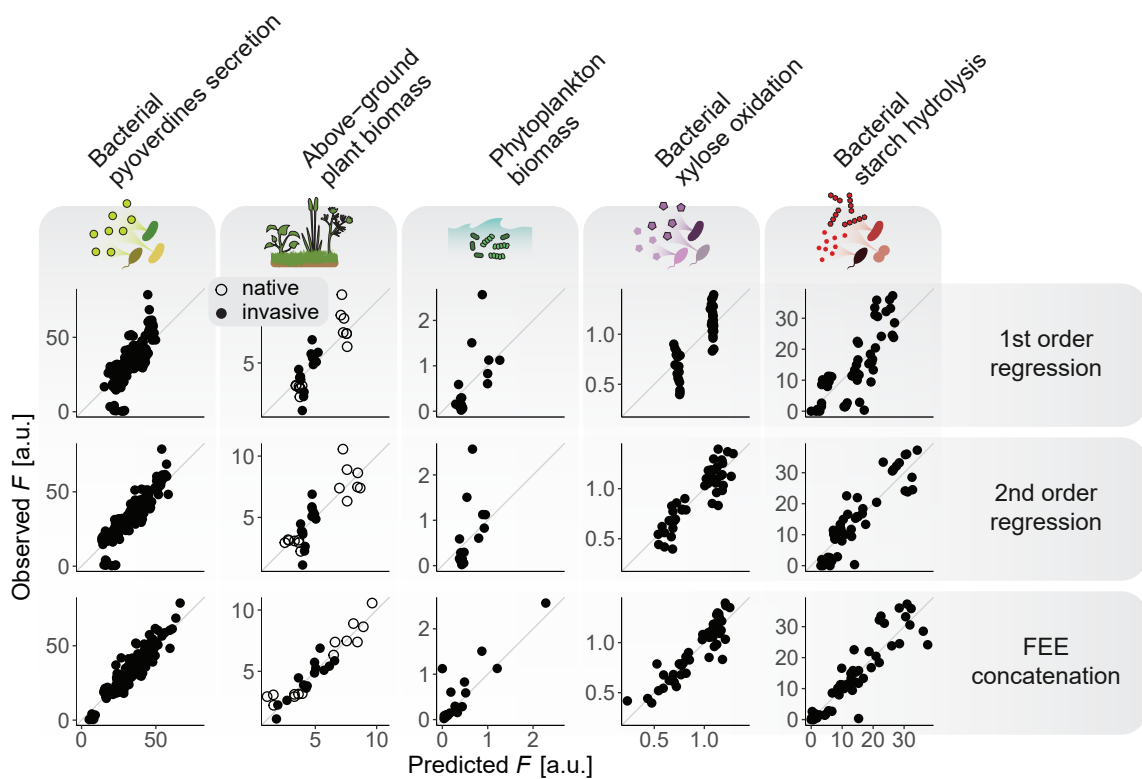 Bacterial
pyoverdines secretion
Above−ground
plant biomass
Phytoplankton
biomass
Bacterial
xylose oxidation
Bacterial
starch hydrolysis
native
invasive
50
0
5
2
1
0
1.0
0.5
30
20
10
0
1st order
regression
50
0
10
5
2
1
0
1.0
0.5
30
20
10
0
2nd order
regression
50
0
10
5
2
1
0
1.0
0.5
30
20
10
0
FEE
concatenation
0 50
5 10
0 1 2
0.5 1.0
0 10 20 30
Observed F [a.u.]
Predicted F [a.u.]